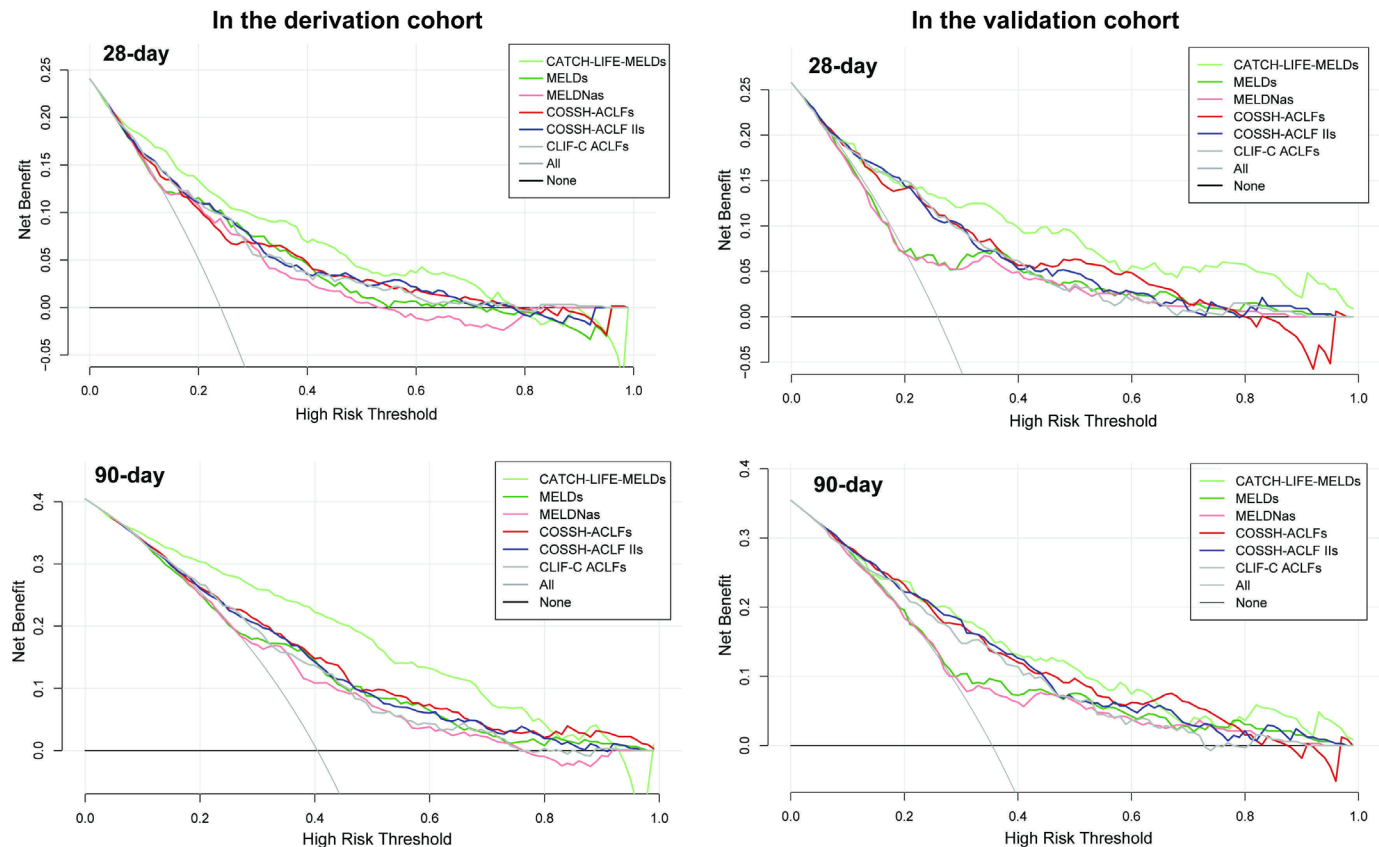 In the derivation cohort
In the validation cohort
28-day
CATCH-LIFE-MELDs
MELDs
MELDNas
COSSH-ACLFs
COSSH-ACLF IIs
CLIF-C ACLFs
All
None
Net Benefit
0.25
0.20
0.15
0.10
0.05
0.00
−0.05
0.0 0.2 0.4 0.6 0.8 1.0
High Risk Threshold
28-day
CATCH-LIFE-MELDs
MELDs
MELDNas
COSSH-ACLFs
COSSH-ACLF IIs
CLIF-C ACLFs
All
None
Net Benefit
0.25
0.20
0.15
0.10
0.05
0.00
−0.05
0.0 0.2 0.4 0.6 0.8 1.0
High Risk Threshold
90-day
CATCH-LIFE-MELDs
MELDs
MELDNas
COSSH-ACLFs
COSSH-ACLF IIs
CLIF-C ACLFs
All
None
Net Benefit
0.4
0.3
0.2
0.1
0.0
0.0 0.2 0.4 0.6 0.8 1.0
High Risk Threshold
90-day
CATCH-LIFE-MELDs
MELDs
MELDNas
COSSH-ACLFs
COSSH-ACLF IIs
CLIF-C ACLFs
All
None
Net Benefit
0.4
0.3
0.2
0.1
0.0
0.0 0.2 0.4 0.6 0.8 1.0
High Risk Threshold